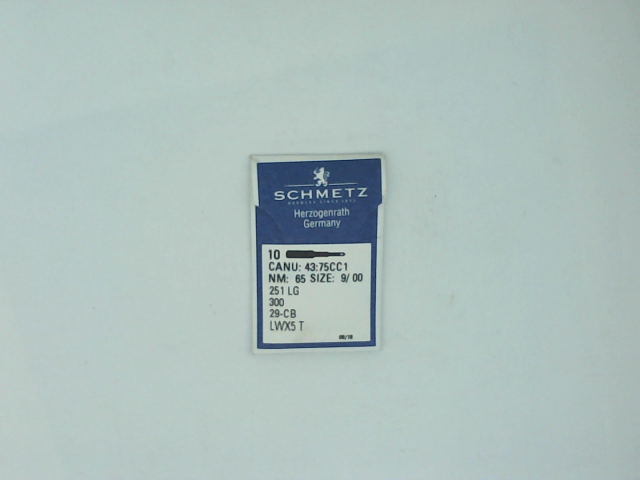 SCHMETZ
Herzogenrath
Germany
10
CANU: 43:75CC1
NM: 65 SIZE: 9/ 00
251 LG
300
29-CB
LWX5 T